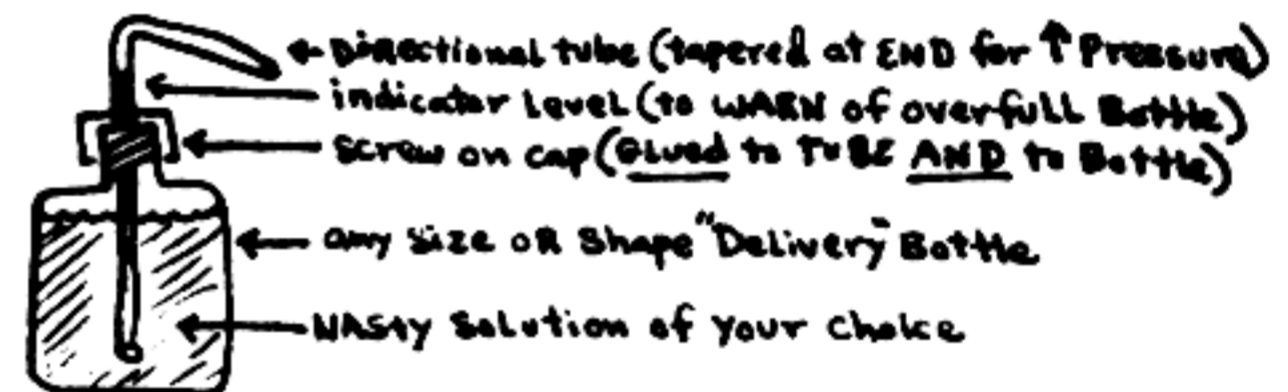 Directional tube (tapered at END for ↑ Pressure)
indicator level (to WARN of overfull Bottle)
screw on cap (GLUED to TUBE AND to Bottle)
any size OR Shape "Delivery" Bottle
NASty Solution of your choice